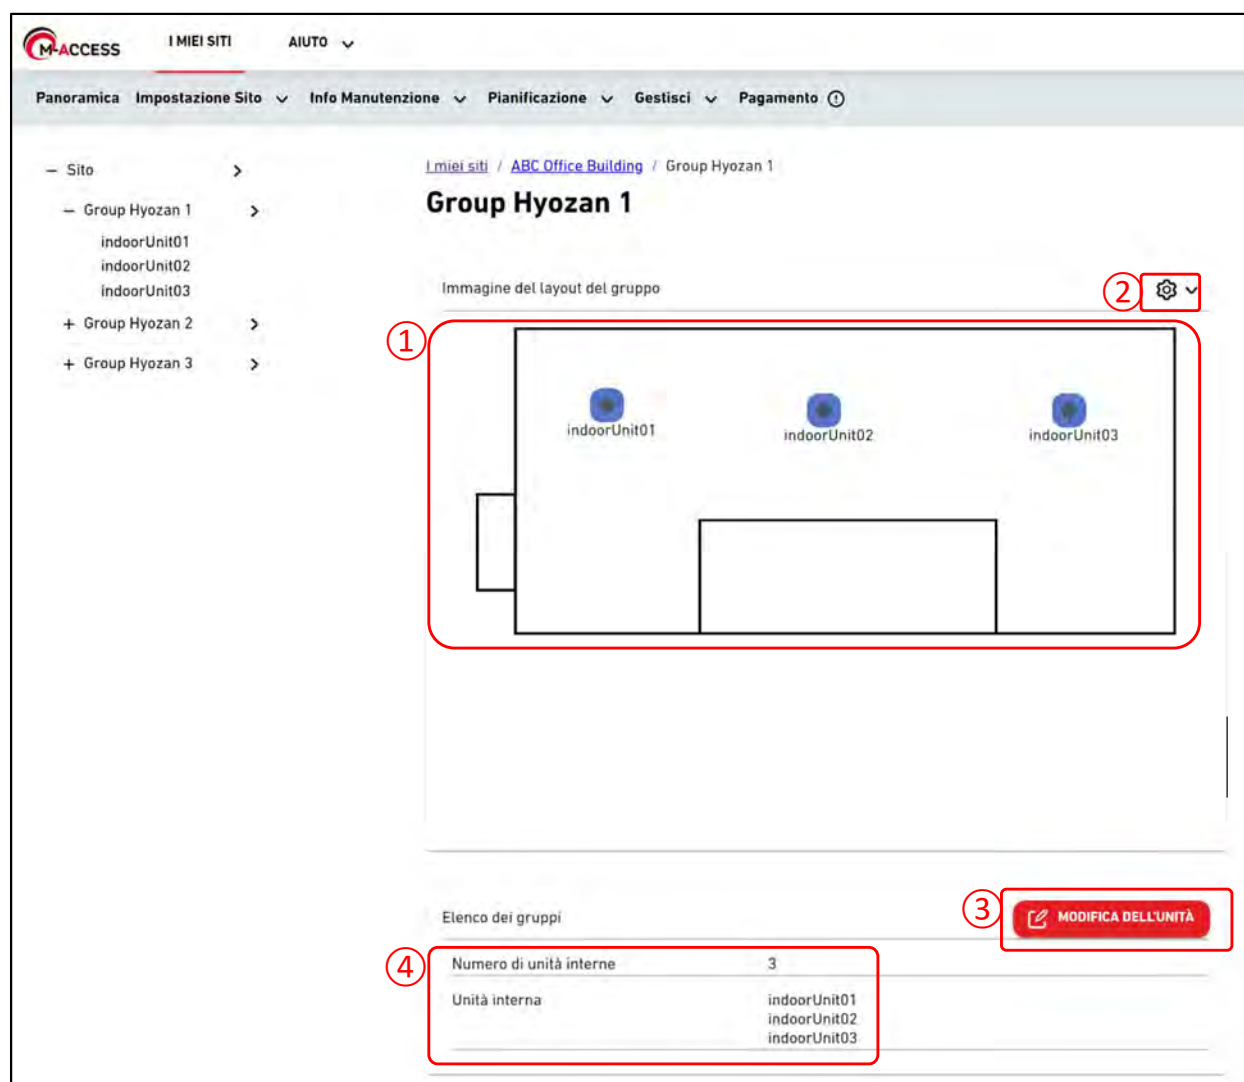 M-ACCESS I MIEI SITI AIUTO
Panoramica Impostazione Sito Info Manutenzione Pianificazione Gestisci Pagamento
I miei siti / ABC Office Building / Group Hyozan 1
Group Hyozan 1
− Sito
− Group Hyozan 1
indoorUnit01
indoorUnit02
indoorUnit03
+ Group Hyozan 2
+ Group Hyozan 3
Immagine del layout del gruppo
②
①
indoorUnit01
indoorUnit02
indoorUnit03
Elenco dei gruppi
③ MODIFICA DELL'UNITÀ
④
Numero di unità interne 3
Unità interna indoorUnit01
indoorUnit02
indoorUnit03